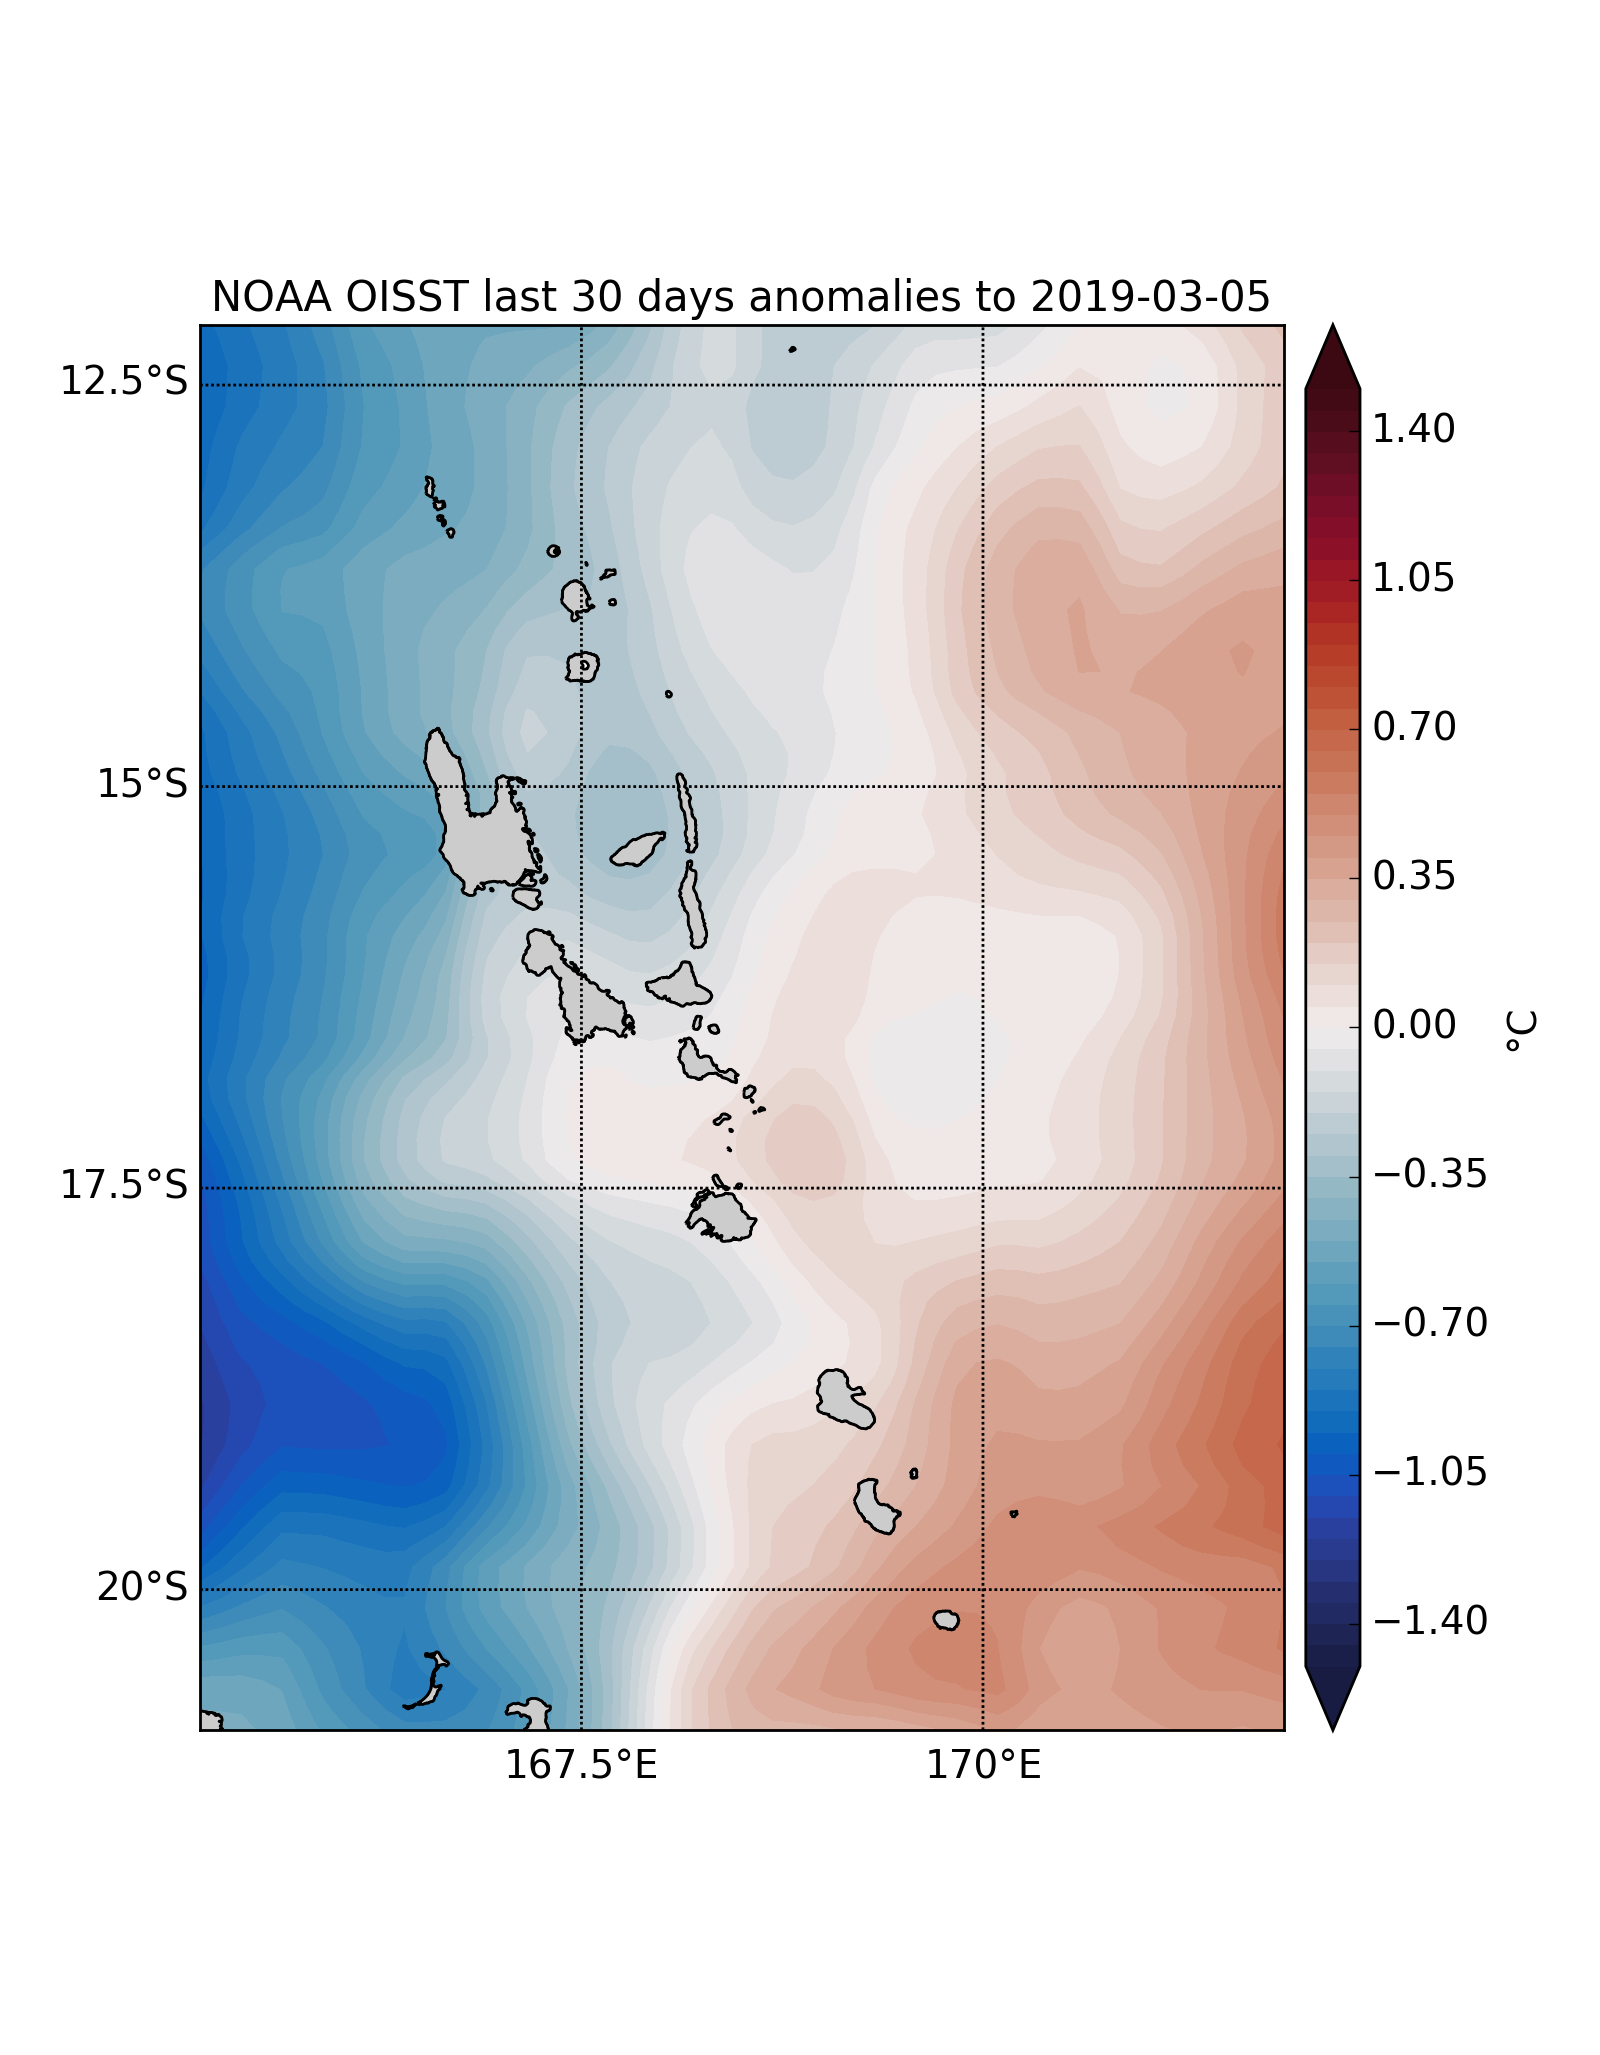 NOAA OISST last 30 days anomalies to 2019-03-05
12.5°S
15°S
17.5°S
20°S
167.5°E
170°E
1.40
1.05
0.70
0.35
0.00
−0.35
−0.70
−1.05
−1.40
°C